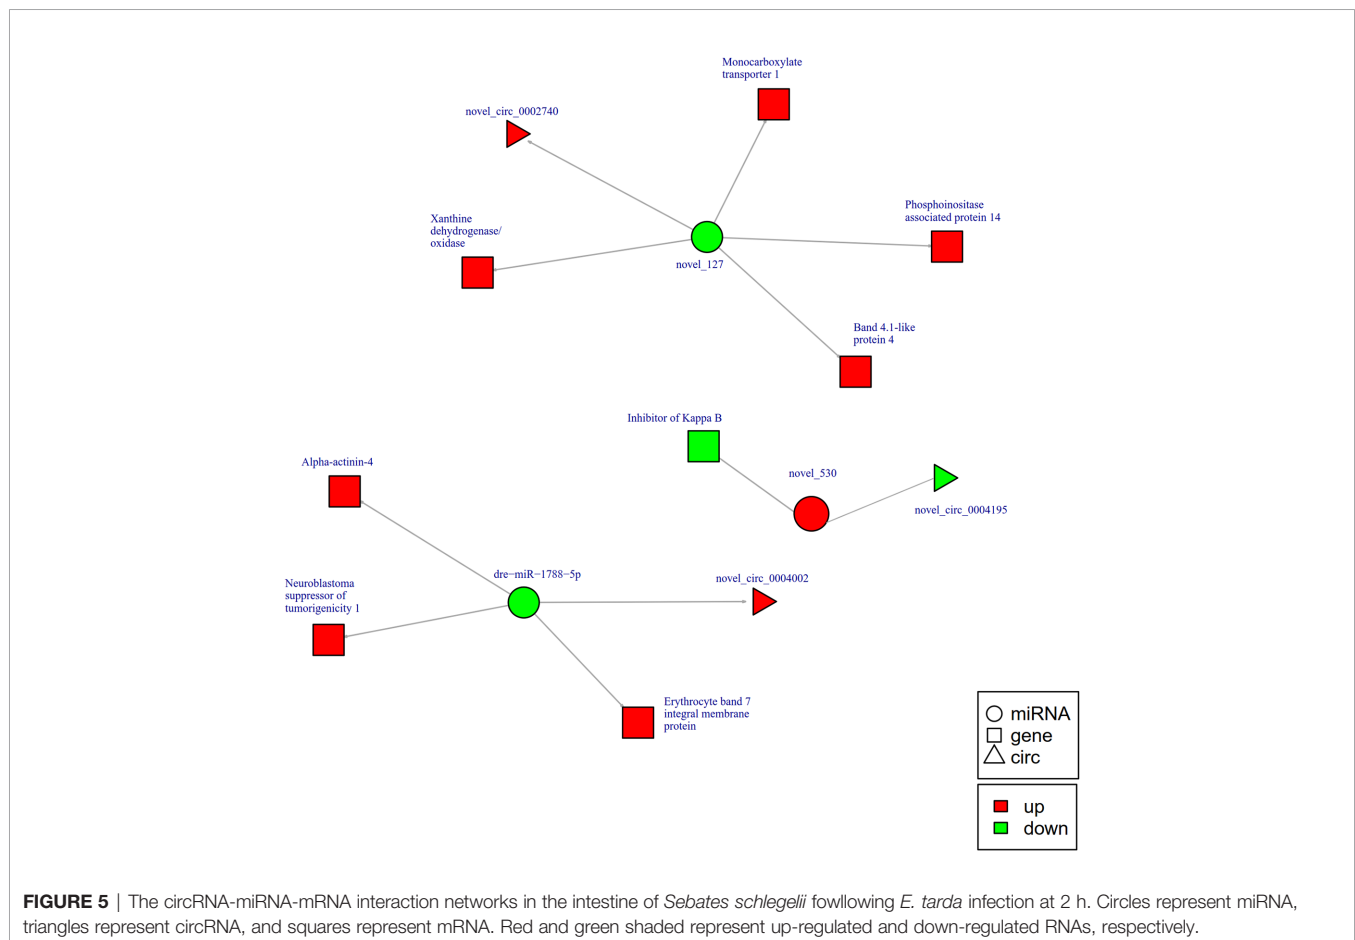 Monocarboxylate
transporter 1
novel_circ_0002740
Phosphoinositase
associated protein 14
Xanthine
dehydrogenase/
oxidase
novel_127
Band 4.1-like
protein 4
Inhibitor of Kappa B
Alpha-actinin-4
novel_530
novel_circ_0004195
dre−miR−1788−5p
novel_circ_0004002
Neuroblastoma
suppressor of
tumorigenicity 1
Erythrocyte band 7
integral membrane
protein
miRNA
gene
circ
up
down
FIGURE 5 | The circRNA-miRNA-mRNA interaction networks in the intestine of Sebates schlegelii fowllowing E. tarda infection at 2 h. Circles represent miRNA,
triangles represent circRNA, and squares represent mRNA. Red and green shaded represent up-regulated and down-regulated RNAs, respectively.